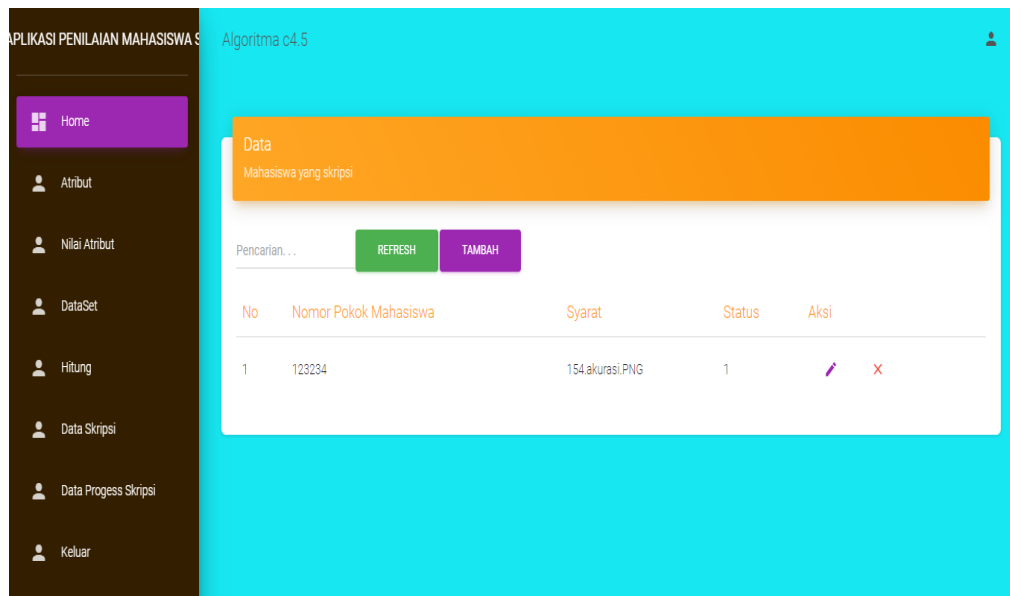 APLIKASI PENILAIAN MAHASISWA S
Home
Atribut
Nilai Atribut
DataSet
Hitung
Data Skripsi
Data Progess Skripsi
Keluar
Algoritma c4.5
Data
Mahasiswa yang skripsi
Pencarian. . . REFRESH TAMBAH
No Nomor Pokok Mahasiswa Syarat Status Aksi
1 123234 154.akurasi.PNG 1